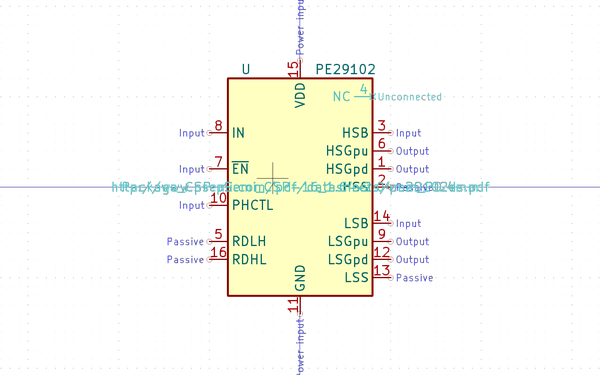 Power input
U PE29102
15
VDD
NC 4 Unconnected
Input 8 IN
HSB 3 Input
HSGpu 6 Output
Input 7 EN
HSGpd 1 Output
HSS 2
Input 10 PHCTL
LSB 14 Input
Passive 5 RDLH
LSGpu 9 Output
Passive 16 RDHL
LSGpd 12 Output
LSS 13 Passive
GND
11
Power input